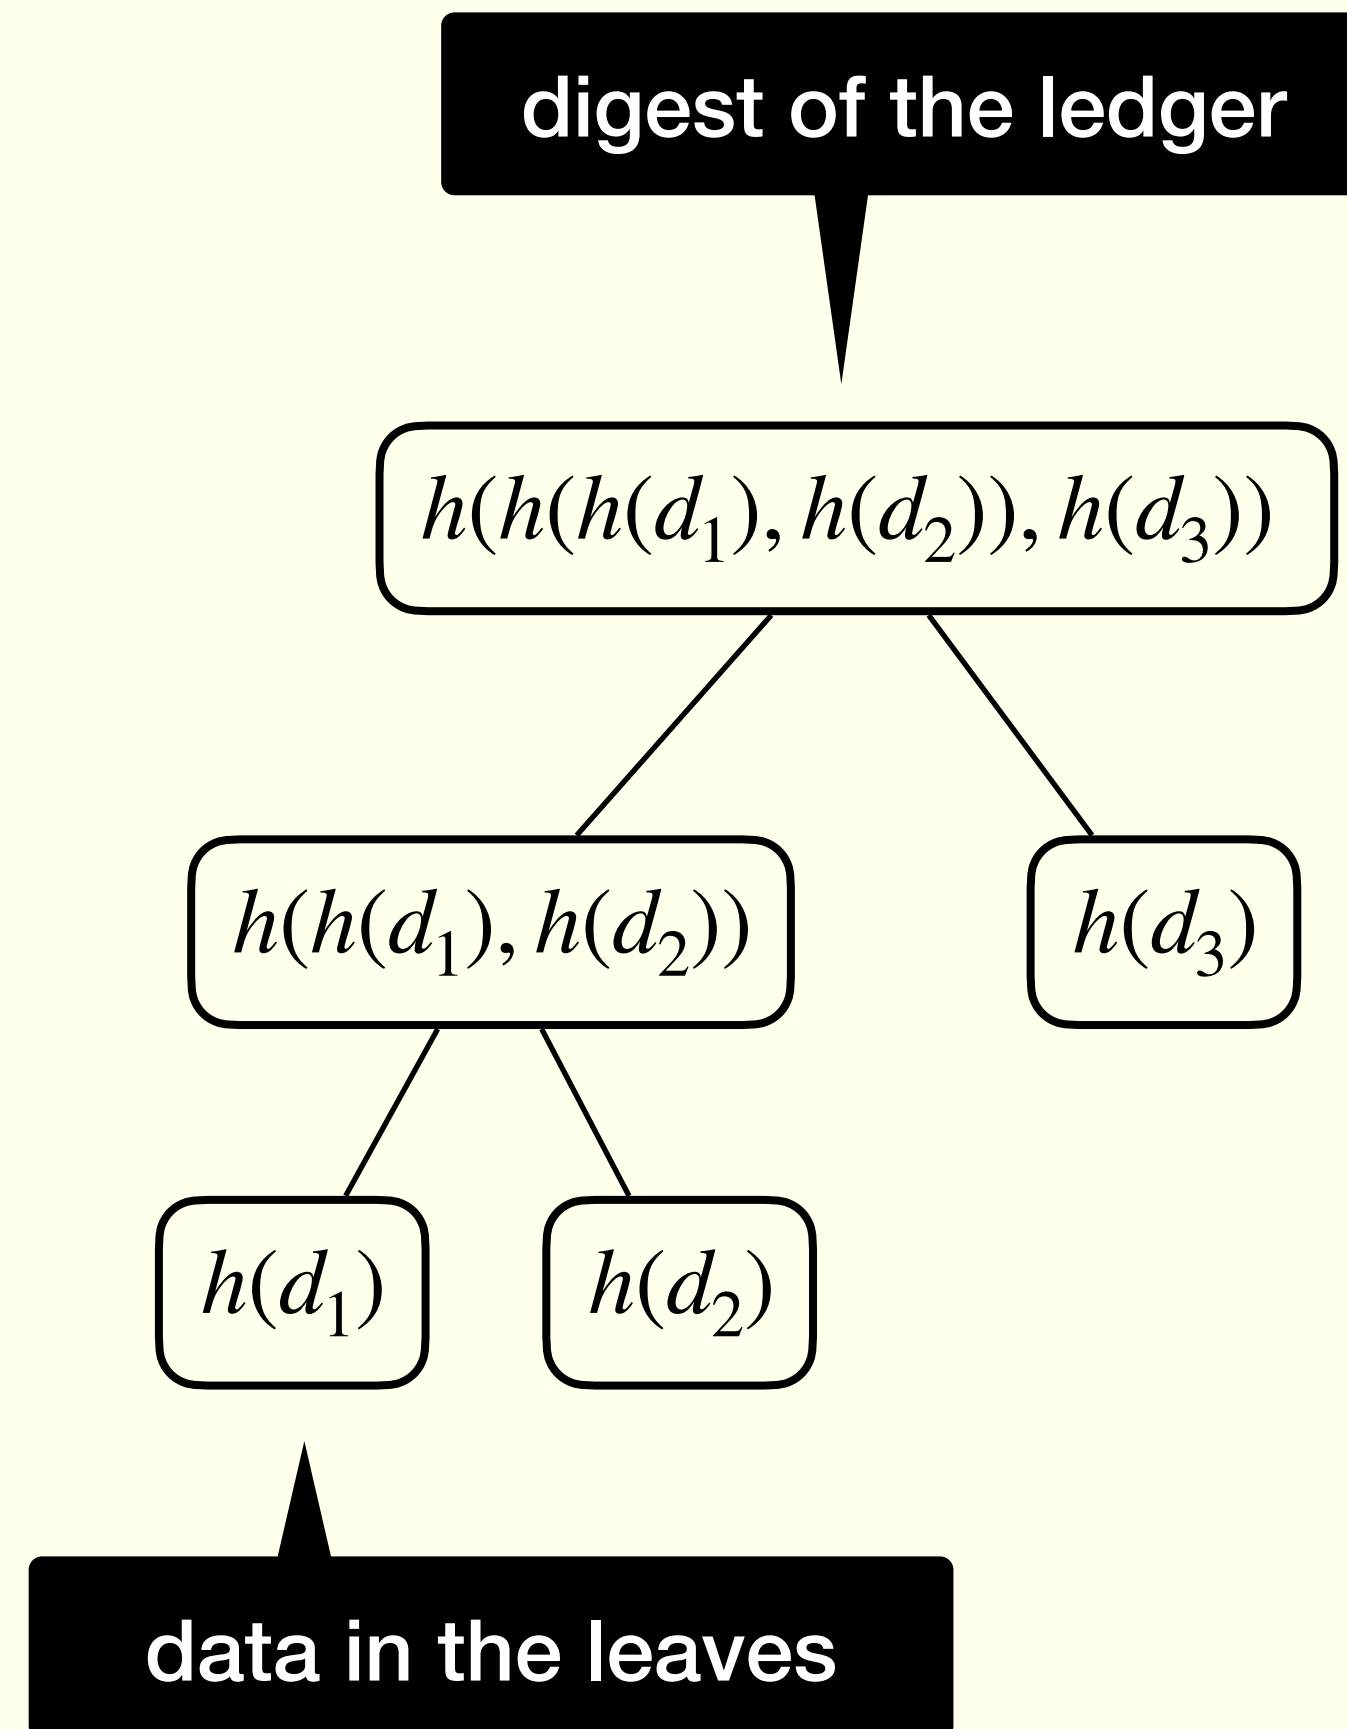 digest of the ledger
h(h(h(d₁), h(d₂)), h(d₃))
h(h(d₁), h(d₂))
h(d₃)
h(d₁)
h(d₂)
data in the leaves